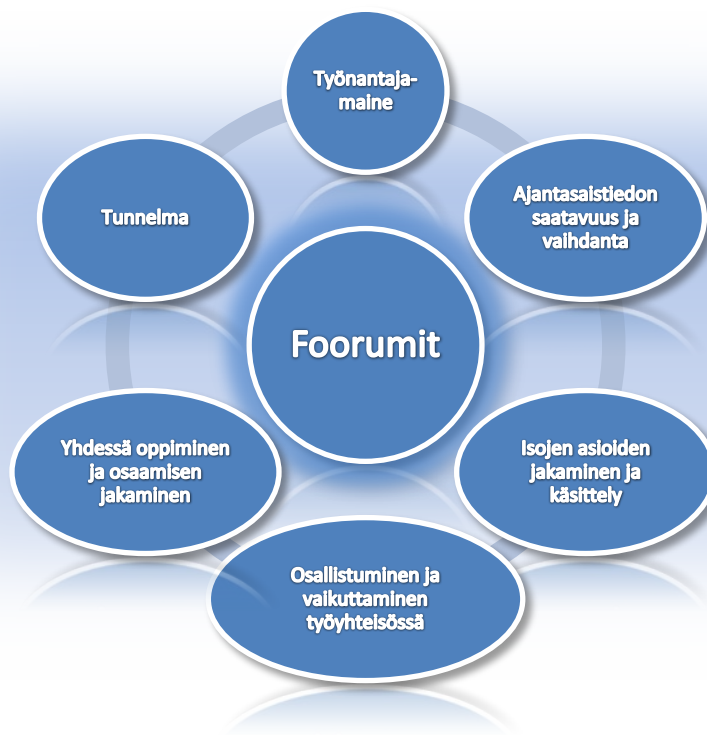 Työnantaja-
maine
Ajantasaistiedon
saatavuus ja
vaihdanta
Isojen asioiden
jakaminen ja
käsittely
Osallistuminen ja
vaikuttaminen
työyhteisössä
Yhdessä oppiminen
ja osaamisen
jakaminen
Tunnelma
Foorumit